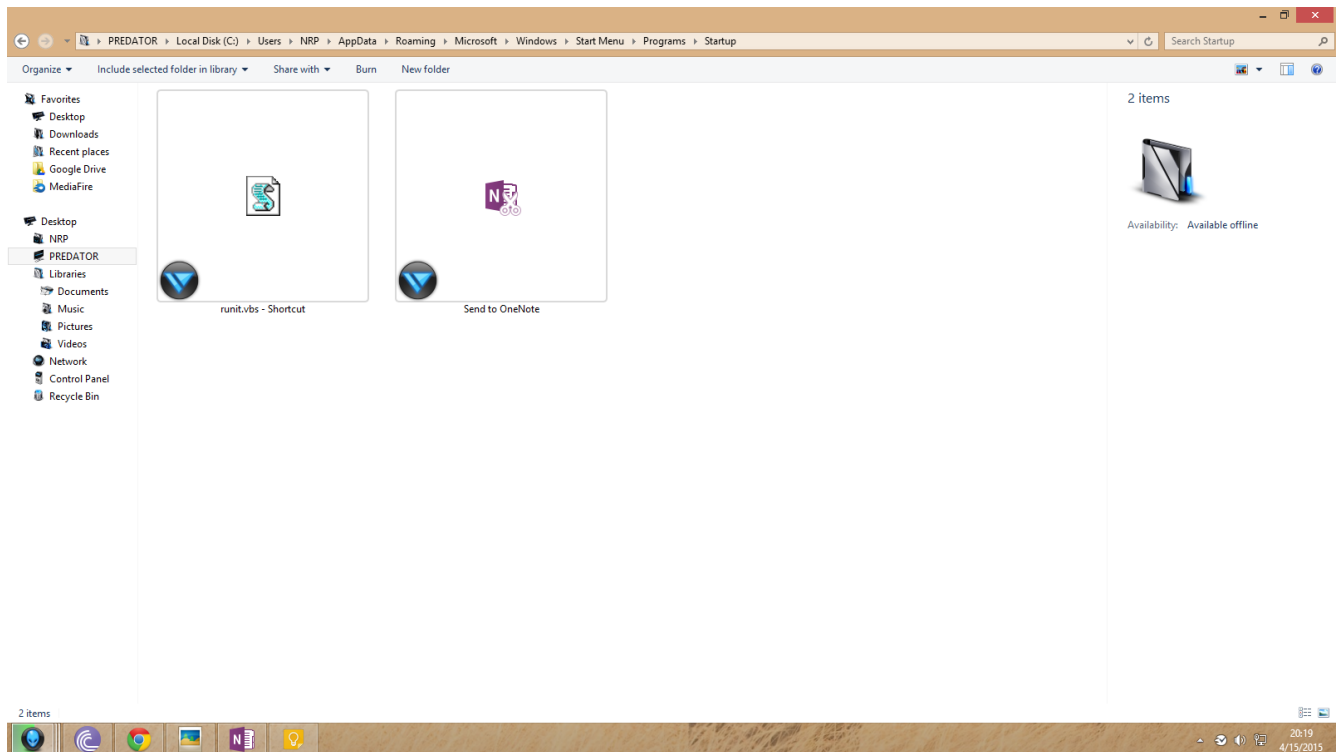 PREDATOR Local Disk (C:) Users NRP AppData Roaming Microsoft Windows Start Menu Programs Startup
Search Startup
Organize Include selected folder in library Share with Burn New folder
Favorites
Desktop
Downloads
Recent places
Google Drive
MediaFire
Desktop
NRP
PREDATOR
Libraries
Documents
Music
Pictures
Videos
Network
Control Panel
Recycle Bin
runit.vbs - Shortcut
Send to OneNote
2 items
Availability: Available offline
2 items
20:19
4/15/2015